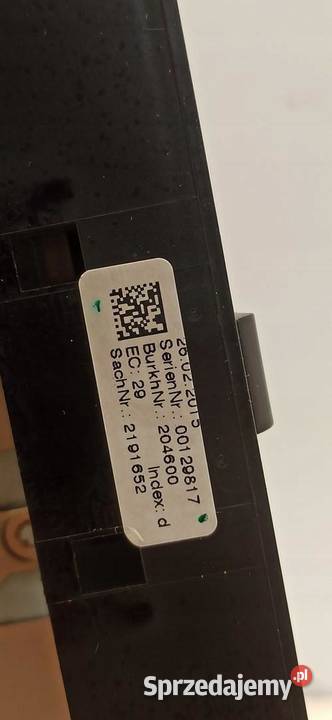 26.02.2015
SerienNr.: 00129817
BurkhNr.: 204600 Index: d
EC: 29
SachNr.: 2191652
Sprzedajemy.pl